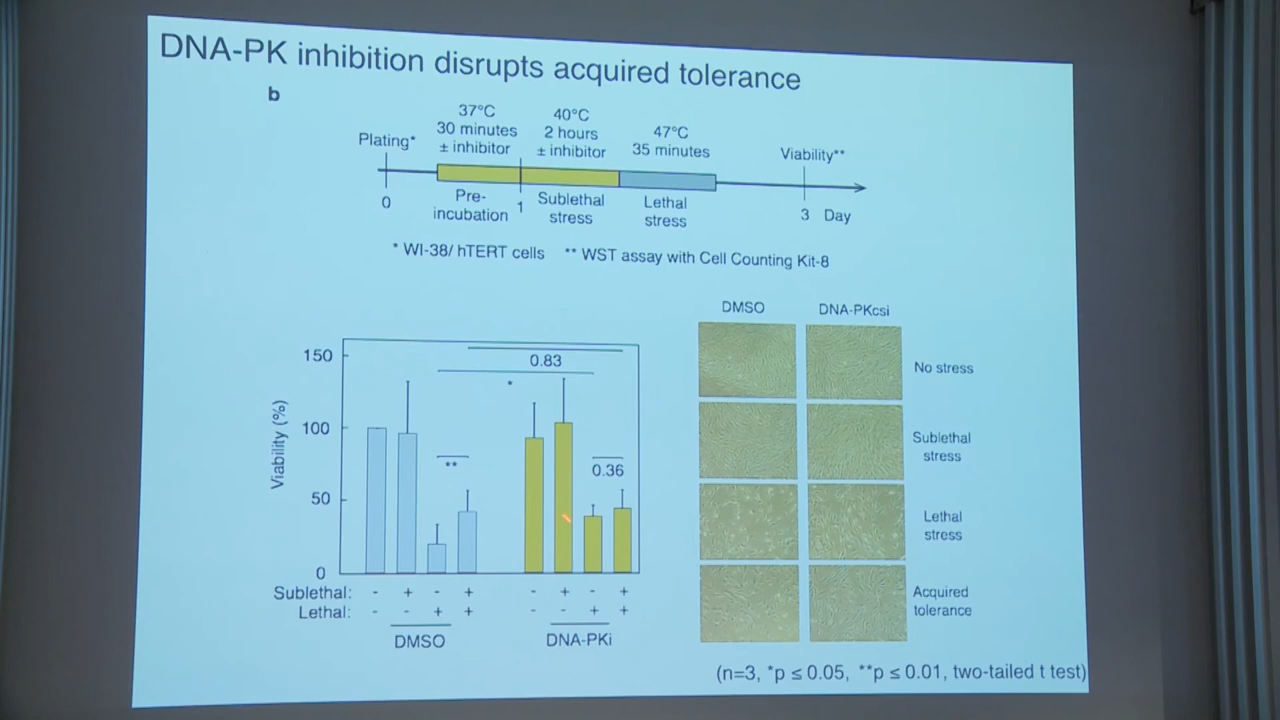 DNA-PK inhibition disrupts acquired tolerance
b
Plating*
37°C
30 minutes
± inhibitor
40°C
2 hours
± inhibitor
47°C
35 minutes
Viability**
0
Pre-
incubation
1
Sublethal
stress
Lethal
stress
3 Day
* WI-38/ hTERT cells ** WST assay with Cell Counting Kit-8
Viability (%)
150
100
50
0
0.83
*
**
0.36
Sublethal: - + - + - + - +
Lethal: - - + + - - + +
DMSO DNA-PKi
DMSO DNA-PKcsi
No stress
Sublethal
stress
Lethal
stress
Acquired
tolerance
(n=3, *p ≤ 0.05, **p ≤ 0.01, two-tailed t test)